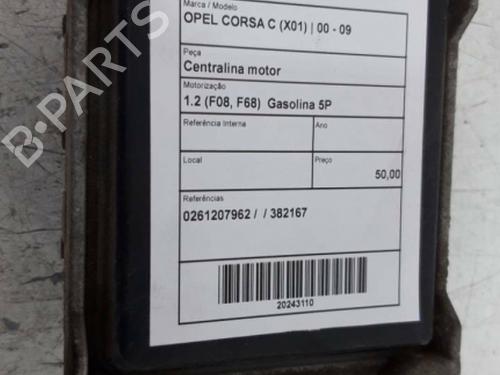 Marca / Modelo
OPEL CORSA C (X01) | 00 - 09
Peça
Centralina motor
Motorização
1.2 (F08, F68) Gasolina 5P
Referência Interna Ano
Local Preço
50,00
Referências
0261207962 / / 382167
20243110